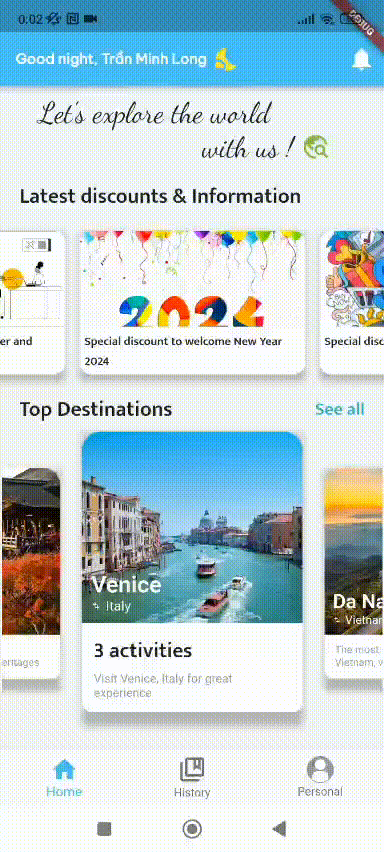 0:02
DEBUG
Good night, Trần Minh Long
Let's explore the world
with us !
Latest discounts & Information
er and
2024
Special discount to welcome New Year
2024
Special disc
Top Destinations
See all
eritages
Venice
Italy
3 activities
Visit Venice, Italy for great
experience
Da Na
Vietnam
The most
Vietnam, w
Home
History
Personal